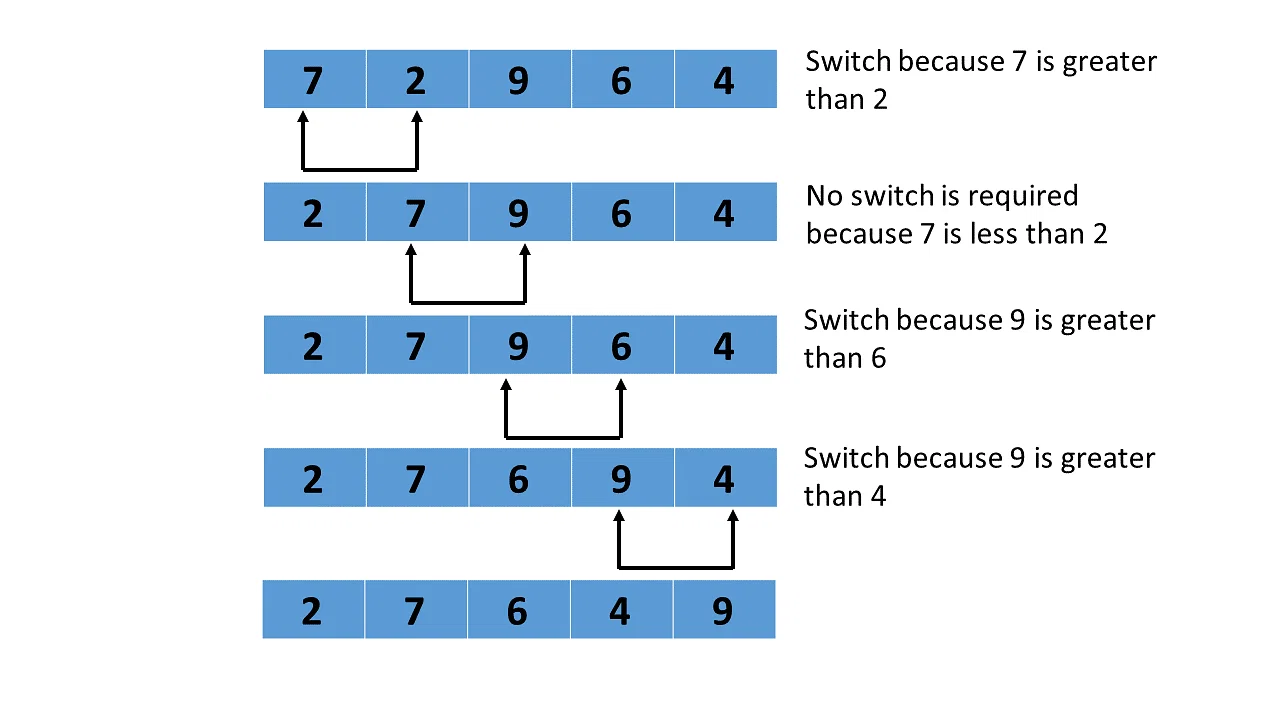 7 2 9 6 4
Switch because 7 is greater
than 2
2 7 9 6 4
No switch is required
because 7 is less than 2
2 7 9 6 4
Switch because 9 is greater
than 6
2 7 6 9 4
Switch because 9 is greater
than 4
2 7 6 4 9